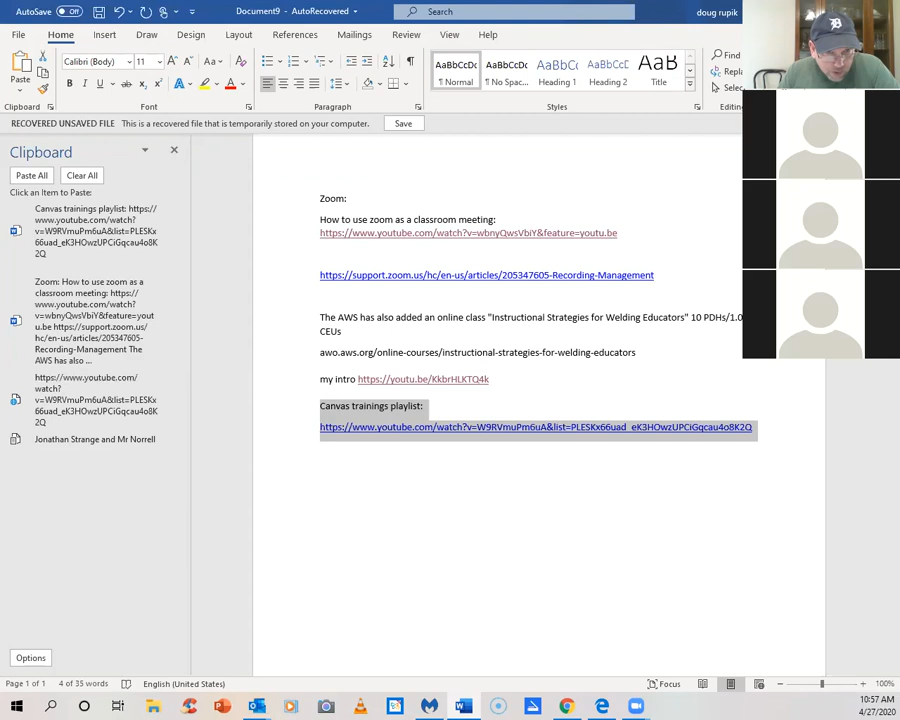 AutoSave Off Document9 - AutoRecovered Search doug rupik
File Home Insert Draw Design Layout References Mailings Review View Help
Paste Calibri (Body) 11 A A Aa A AaBbCcDc AaBbCcDc AaBbCc AaBbCcD AaB Find
B I U ab x₂ x² A A ¶ Normal ¶ No Spac... Heading 1 Heading 2 Title Repla
Selec
Clipboard Font Paragraph Styles Editing
RECOVERED UNSAVED FILE This is a recovered file that is temporarily stored on your computer. Save
Clipboard
Paste All Clear All
Click an Item to Paste:
Canvas trainings playlist: https://
www.youtube.com/watch?
v=W9RVmuPm6uA&list=PLESKx
66uad_eK3HOwzUPCiGqcau4o8K
2Q
Zoom: How to use zoom as a
classroom meeting: https://
www.youtube.com/watch?
v=wbnyQwsVbiY&feature=yout
u.be https://support.zoom.us/
hc/en-us/articles/205347605-
Recording-Management The
AWS has also ...
https://www.youtube.com/
watch?
v=W9RVmuPm6uA&list=PLESKx
66uad_eK3HOwzUPCiGqcau4o8K
2Q
Jonathan Strange and Mr Norrell
Options
Zoom:
How to use zoom as a classroom meeting:
https://www.youtube.com/watch?v=wbnyQwsVbiY&feature=youtu.be
https://support.zoom.us/hc/en-us/articles/205347605-Recording-Management
The AWS has also added an online class "Instructional Strategies for Welding Educators" 10 PDHs/1.0
CEUs
awo.aws.org/online-courses/instructional-strategies-for-welding-educators
my intro https://youtu.be/KkbrHLKTQ4k
Canvas trainings playlist:
https://www.youtube.com/watch?v=W9RVmuPm6uA&list=PLESKx66uad_eK3HOwzUPCiGqcau4o8K2Q
Page 1 of 1 4 of 35 words English (United States) Focus 100%
10:57 AM
4/27/2020